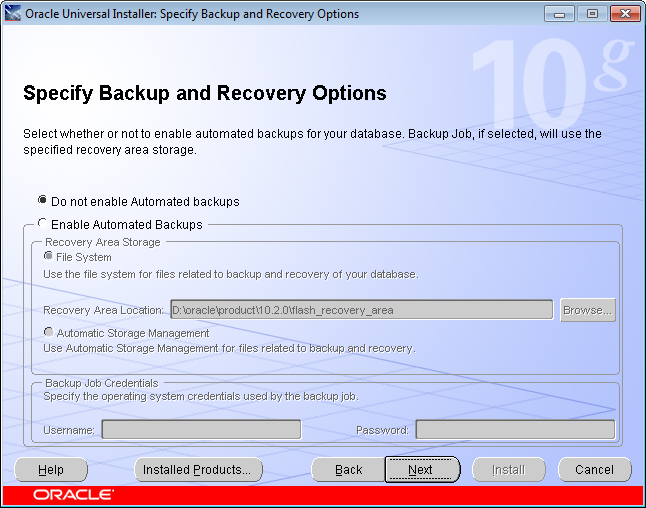 Oracle Universal Installer: Specify Backup and Recovery Options
10g
Specify Backup and Recovery Options
Select whether or not to enable automated backups for your database. Backup Job, if selected, will use the
specified recovery area storage.
Do not enable Automated backups
Enable Automated Backups
Recovery Area Storage
File System
Use the file system for files related to backup and recovery of your database.
Recovery Area Location: D:\oracle\product\10.2.0\flash_recovery_area Browse...
Automatic Storage Management
Use Automatic Storage Management for files related to backup and recovery.
Backup Job Credentials
Specify the operating system credentials used by the backup job.
Username: Password:
Help Installed Products... Back Next Install Cancel
ORACLE